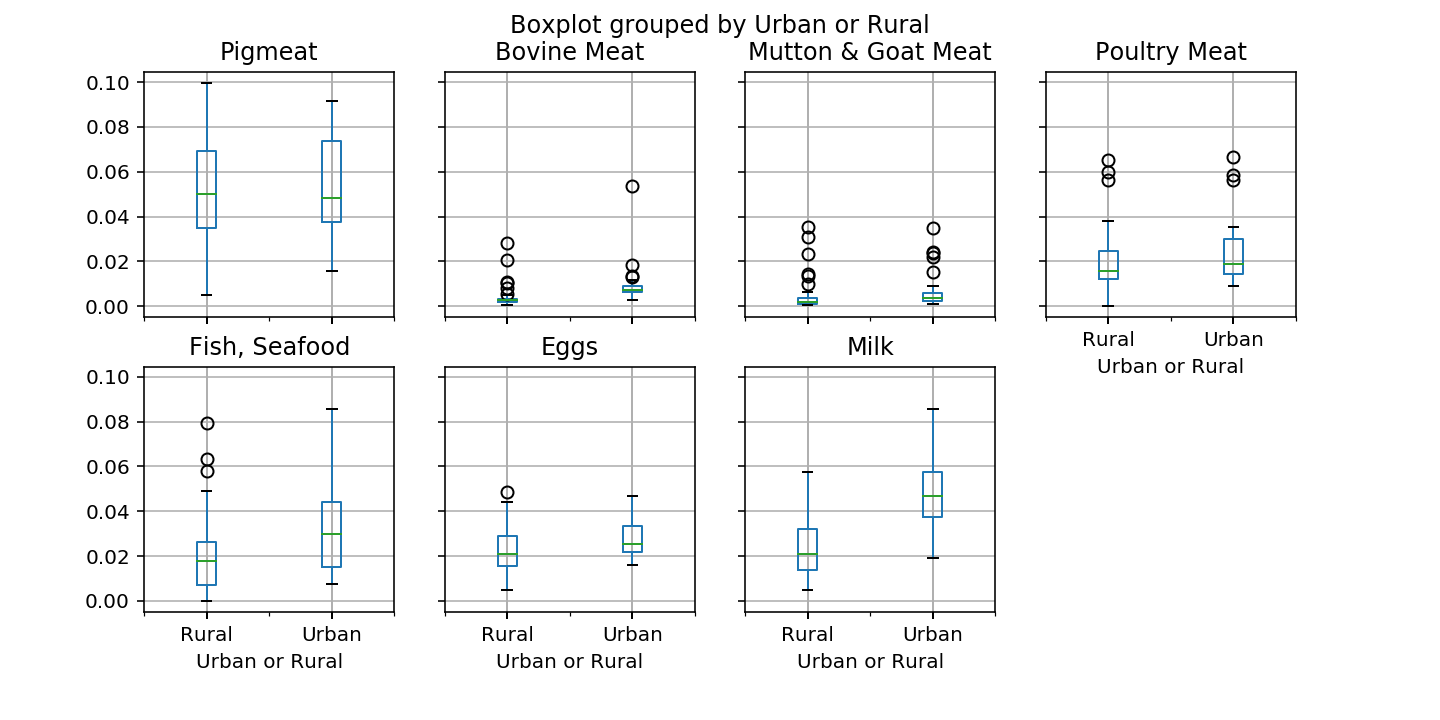 Boxplot grouped by Urban or Rural
Pigmeat
Bovine Meat
Mutton & Goat Meat
Poultry Meat
0.10
0.08
0.06
0.04
0.02
0.00
Rural Urban
Urban or Rural
Fish, Seafood
Eggs
Milk
0.10
0.08
0.06
0.04
0.02
0.00
Rural Urban
Urban or Rural
Rural Urban
Urban or Rural
Rural Urban
Urban or Rural